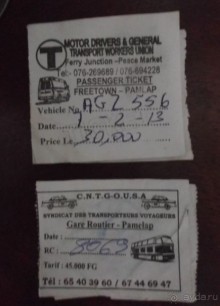 T
MOTOR DRIVERS & GENERAL
TRANSPORT WORKERS UNION
Ferry Junction -Peace Market
Tel:- 076-269689 / 076-694228
PASSENGER TICKET
FREETOWN — PAMLAP
Vehicle No AGZ 556
Date 7-2-13
Price Le 30,000
C.N.T.G-O.U.S.A
SYNDICAT DES TRANSPORTEURS VOYAGEURS
Gare Routier - Pamelap
Date :
RC : 8069
Tarif : 45.000 FG
Tél : 65 40 39 60 / 67 44 69 47